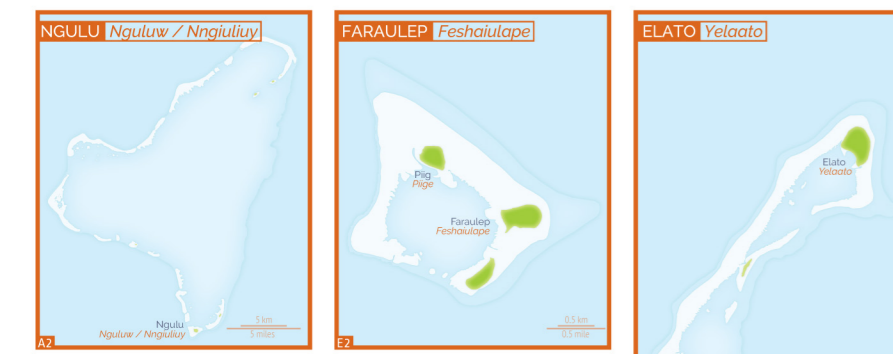 NGULU Nguluw / Nngiuliuy
Ngulu
Nguluw / Nngiuliuy
5 km
5 miles
A2
FARAULEP Feshaiulape
Piig
Piige
Faraulep
Feshaiulape
0.5 km
0.5 mile
E2
ELATO Yelaato
Elato
Yelaato